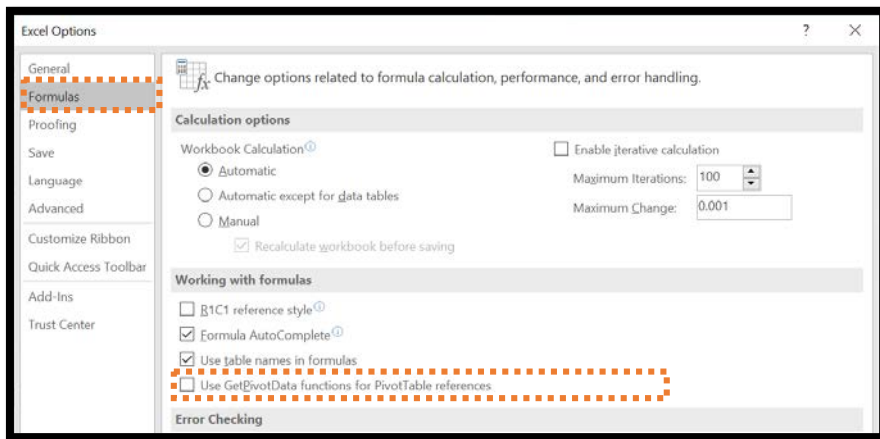 Excel Options
?
General
Formulas
Proofing
Save
Language
Advanced
Customize Ribbon
Quick Access Toolbar
Add-Ins
Trust Center
fx Change options related to formula calculation, performance, and error handling.
Calculation options
Workbook Calculation
Automatic
Automatic except for data tables
Manual
Recalculate workbook before saving
Enable iterative calculation
Maximum Iterations: 100
Maximum Change: 0.001
Working with formulas
R1C1 reference style
Formula AutoComplete
Use table names in formulas
Use GetPivotData functions for PivotTable references
Error Checking